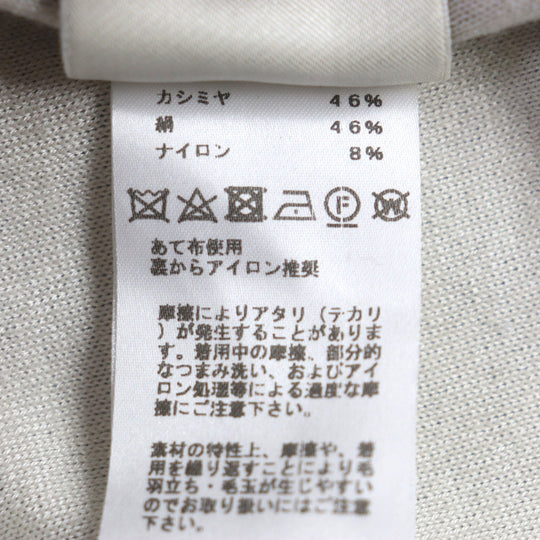 カシミヤ 46%
絹 46%
ナイロン 8%
F W
あて布使用
裏からアイロン推奨
摩擦によりアタリ（テカリ
）が発生することがありま
す。着用中の摩擦、部分的
なつまみ洗い、およびアイ
ロン処理等による過度な摩
擦にご注意下さい。
素材の特性上、摩擦や、着
用を繰り返すことにより毛
羽立ち・毛玉が生じやすい
のでお取り扱いにはご注意
下さい。